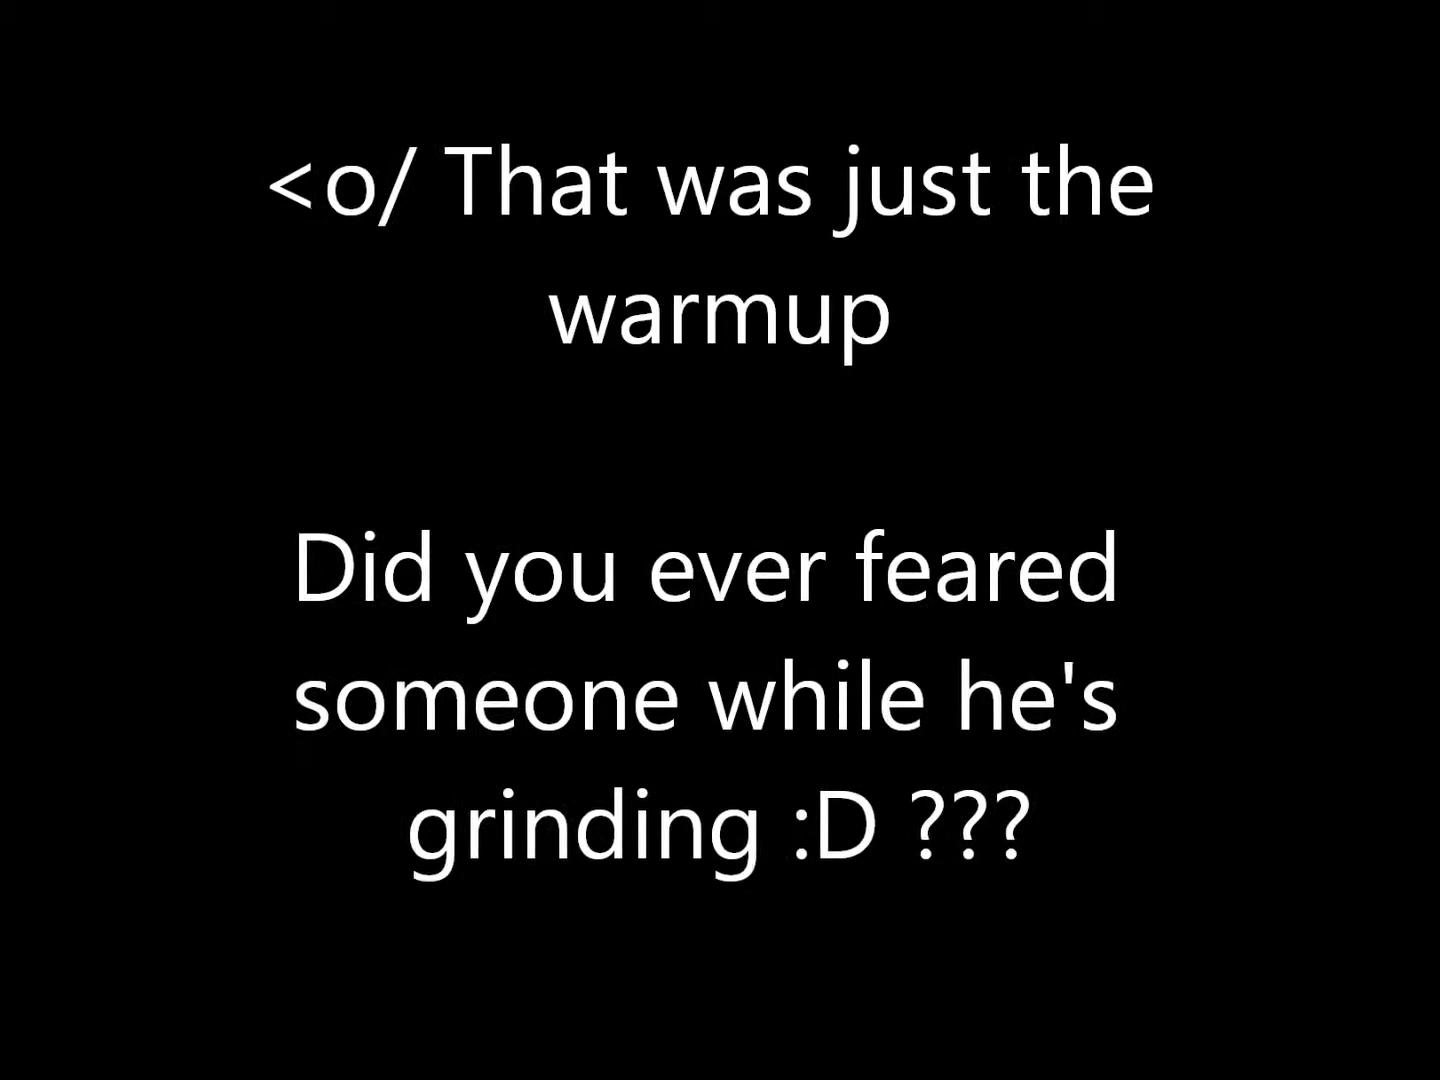 <o/ That was just the
warmup
Did you ever feared
someone while he's
grinding :D ???